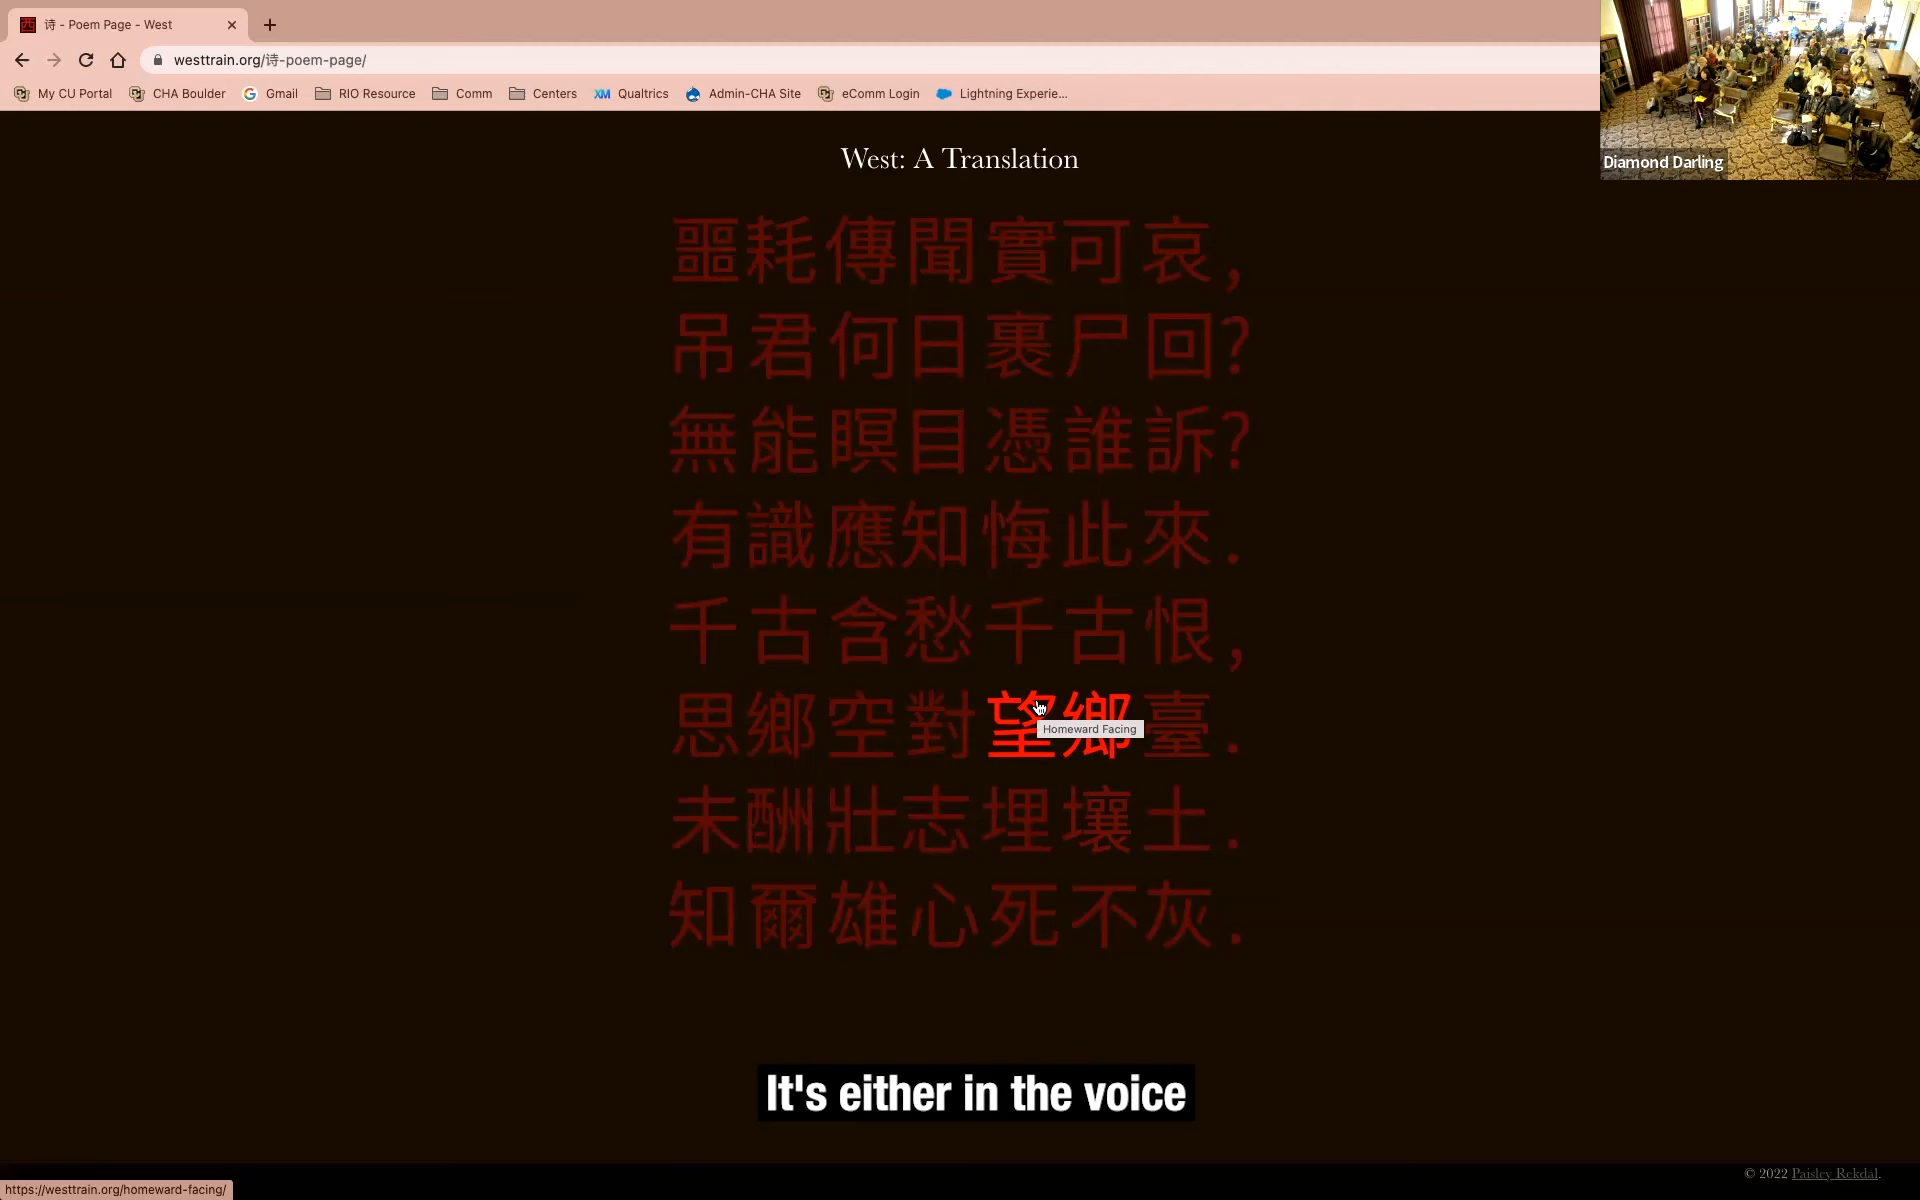 诗 - Poem Page - West
westtrain.org/诗-poem-page/
My CU Portal CHA Boulder Gmail RIO Resource Comm Centers Qualtrics Admin-CHA Site eComm Login Lightning Experie...
Diamond Darling
West: A Translation
噩耗傳聞實可哀,
吊君何日裹尸回?
無能瞑目憑誰訴?
有識應知悔此來.
千古含愁千古恨,
思鄉空對望鄉臺.
Homeward Facing
未酬壯志埋壤土.
知爾雄心死不灰.
It's either in the voice
© 2022 Paisley Rekdal.
https://westtrain.org/homeward-facing/